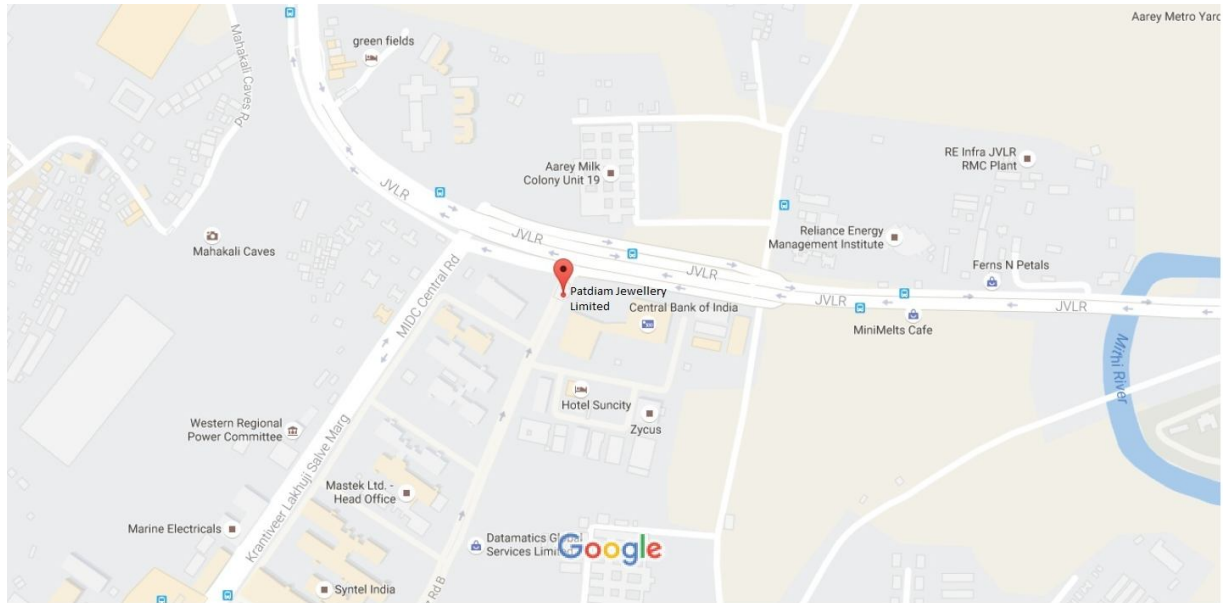 Aarey Metro Yard
green fields
Mahakali Caves Rd
Aarey Milk
Colony Unit 19
RE Infra JVLR
RMC Plant
JVLR
Mahakali Caves
JVLR
Reliance Energy
Management Institute
JVLR
Ferns N Petals
MIDC Central Rd
Patdiam Jewellery
Limited
Central Bank of India
JVLR
JVLR
MiniMelts Cafe
Mithi River
Hotel Suncity
Western Regional
Power Committee
Zycus
Krantiveer Lakhuji Salve Marg
Mastek Ltd. -
Head Office
Marine Electricals
Datamatics Global
Services Limi
Google
Syntel India
Rd B